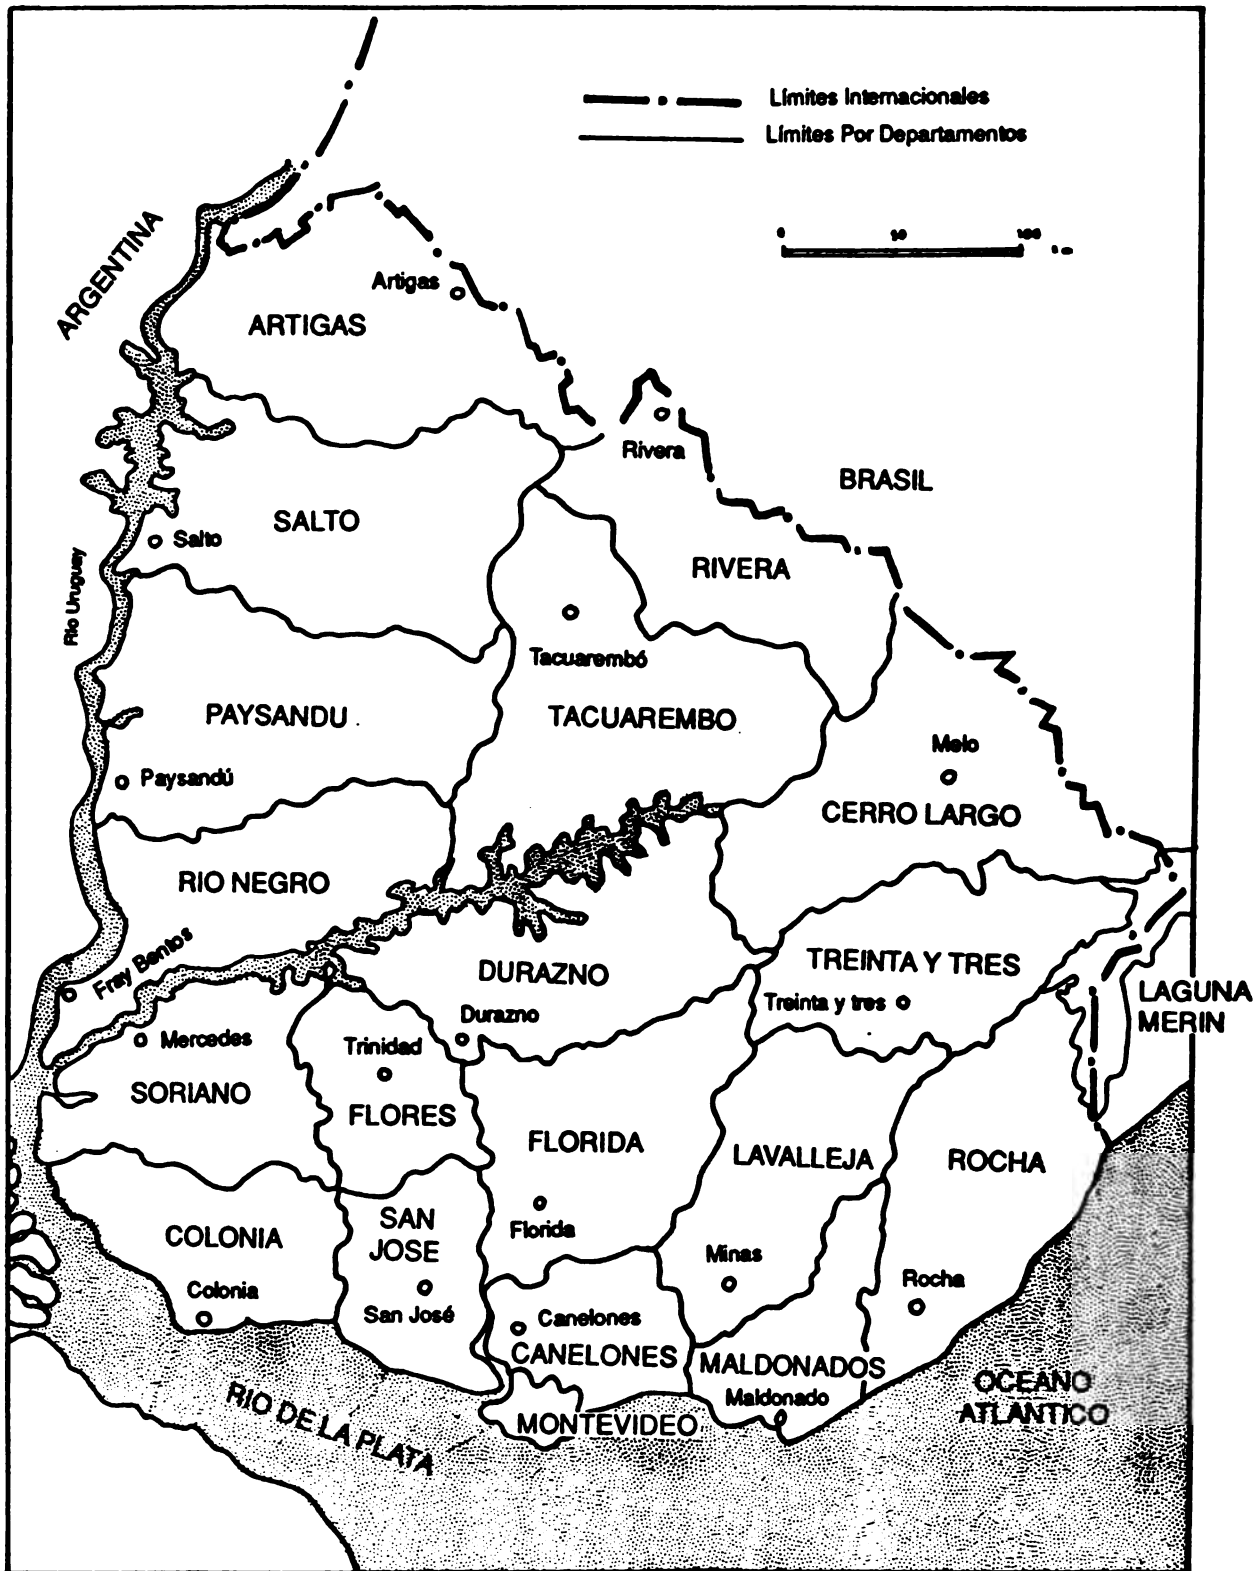 Límites Internacionales
Límites Por Departamentos
0
50
100
ARGENTINA
Artigas
ARTIGAS
Rivera
BRASIL
SALTO
Salto
RIVERA
Río Uruguay
Tacuarembó
PAYSANDU
TACUAREMBO
Melo
Paysandú
CERRO LARGO
RIO NEGRO
Fray Bentos
DURAZNO
TREINTA Y TRES
Treinta y tres
LAGUNA
MERIN
Durazno
Mercedes
Trinidad
SORIANO
FLORES
FLORIDA
LAVALLEJA
ROCHA
SAN
JOSE
COLONIA
Florida
Minas
Rocha
Colonia
San José
Canelones
CANELONES
MALDONADOS
Maldonado
OCEANO
ATLANTICO
RIO DE LA PLATA
MONTEVIDEO